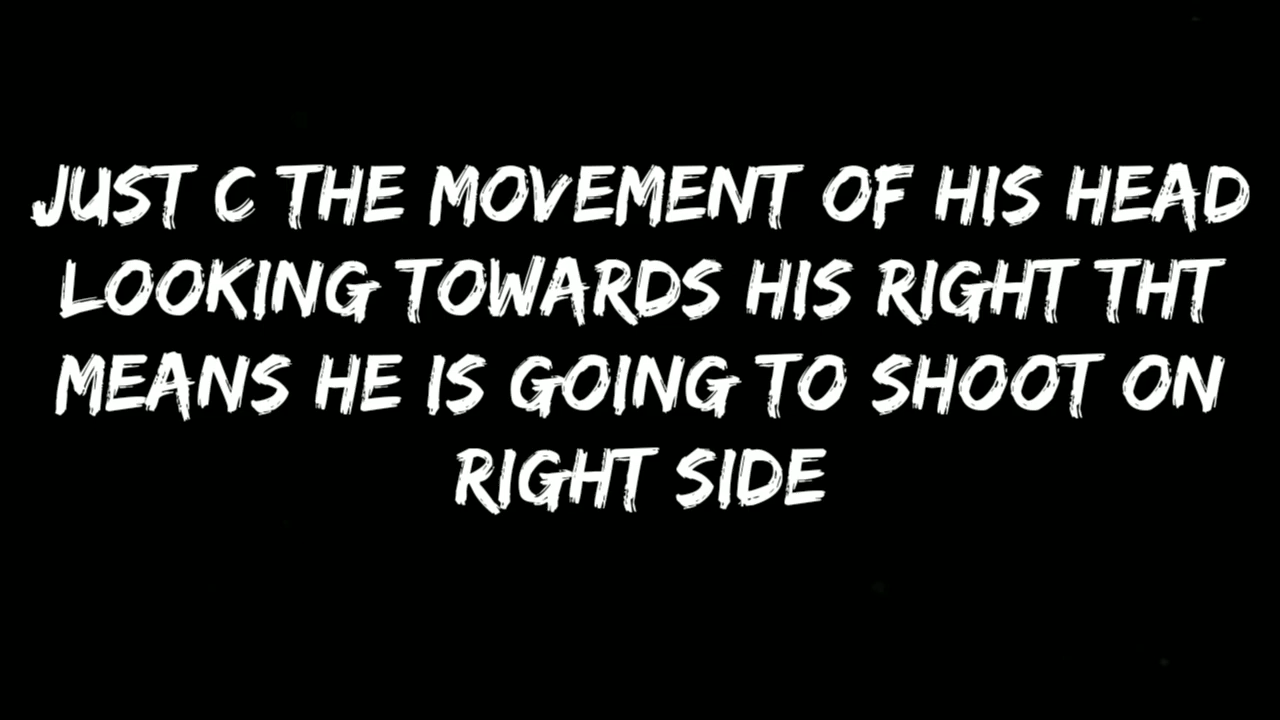 JUST C THE MOVEMENT OF HIS HEAD
LOOKING TOWARDS HIS RIGHT THT
MEANS HE IS GOING TO SHOOT ON
RIGHT SIDE